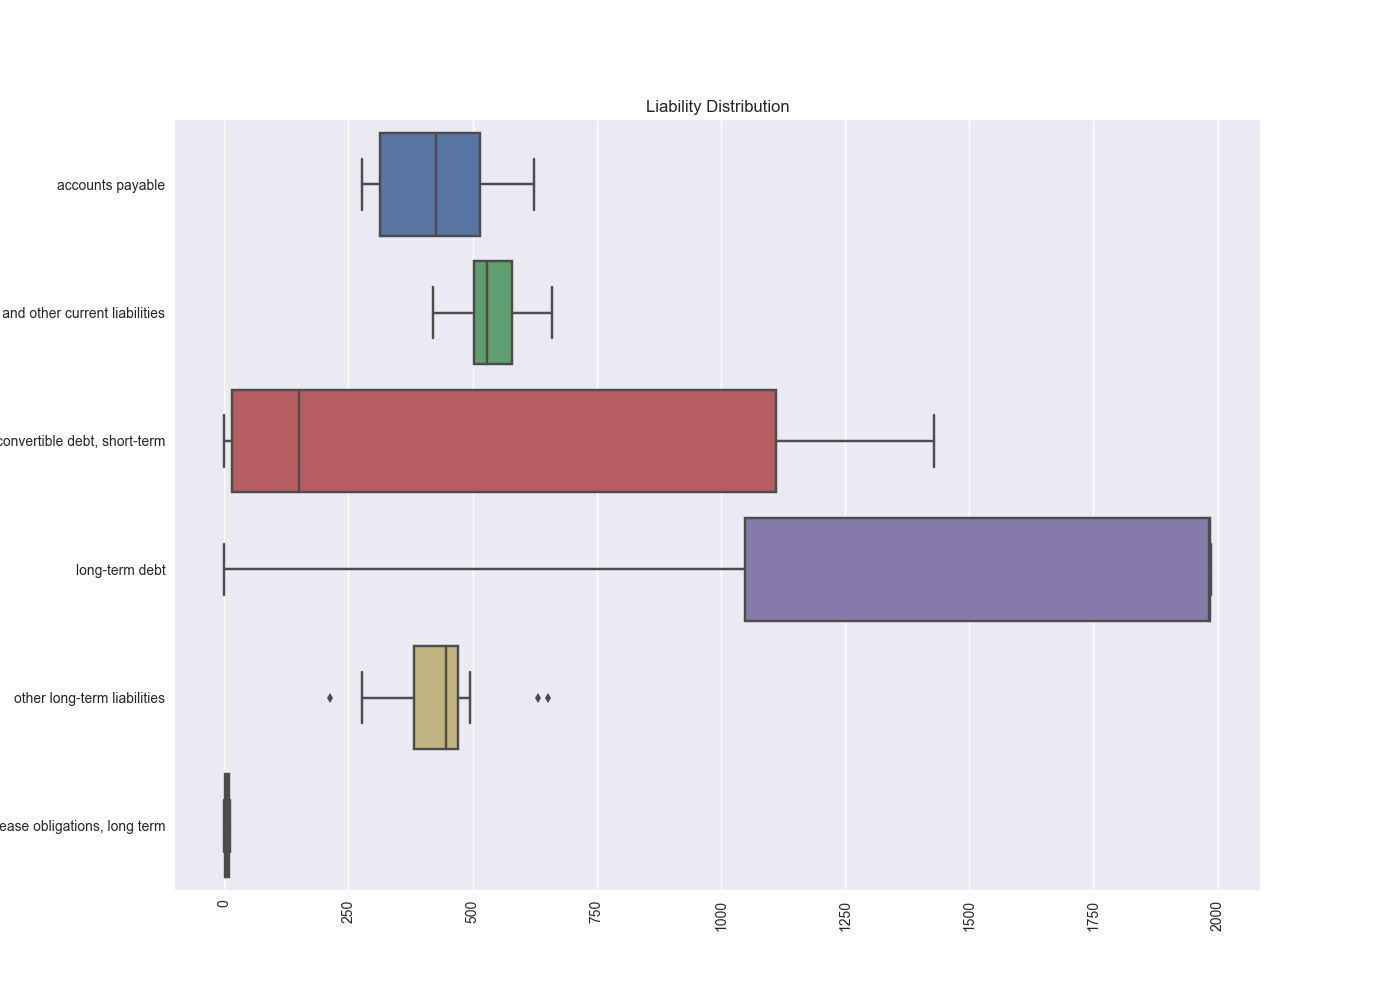 Liability Distribution
accounts payable
and other current liabilities
convertible debt, short-term
long-term debt
other long-term liabilities
obligations, long term
0
250
500
750
1000
1250
1500
1750
2000